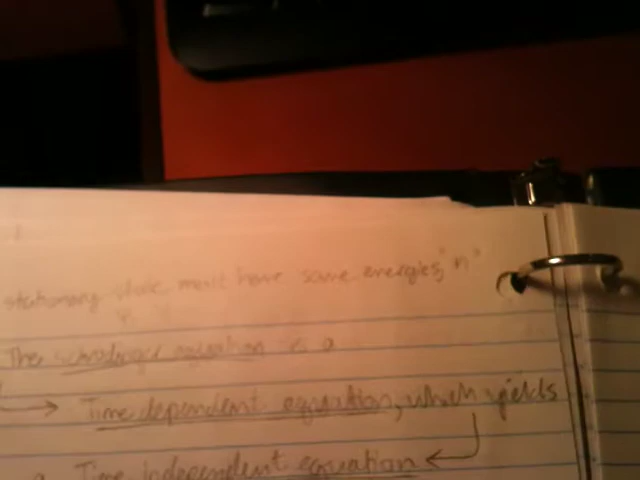 stationary state must have same energies, "n"
The schrodinger equation is a
Time dependent equation, which yields
Time independent equation